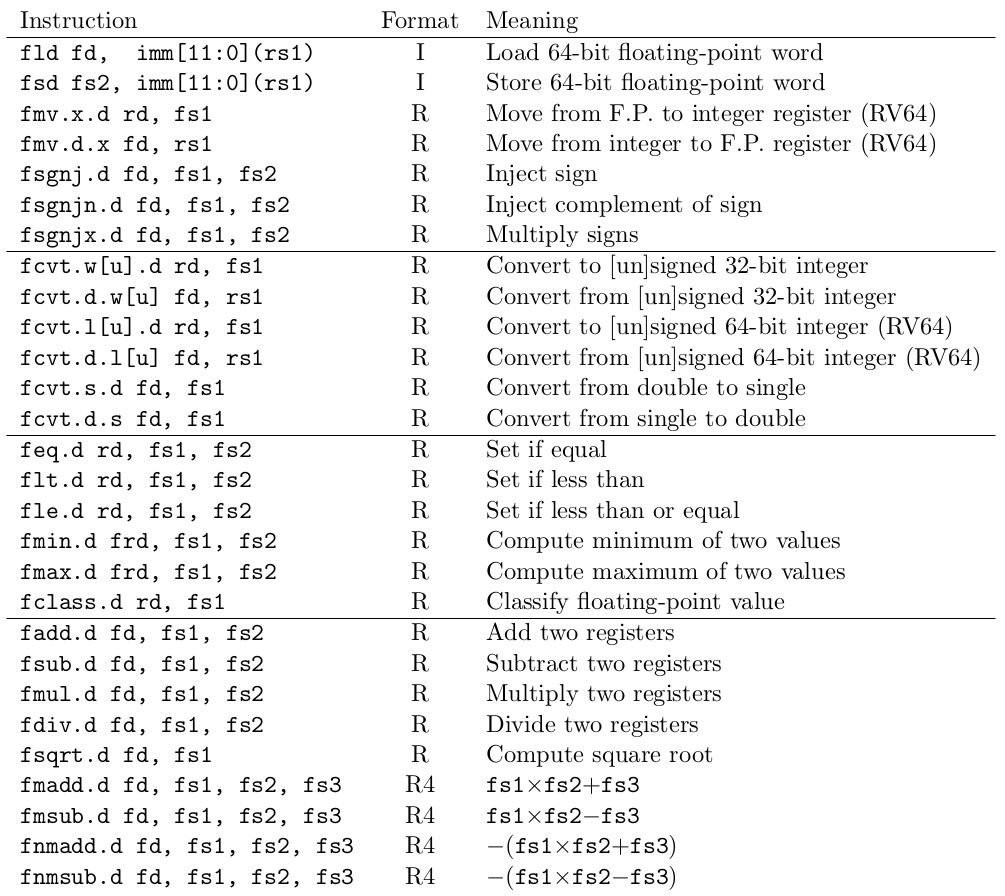 Instruction Format Meaning
fld fd, imm[11:0](rs1) I Load 64-bit floating-point word
fsd fs2, imm[11:0](rs1) I Store 64-bit floating-point word
fmv.x.d rd, fs1 R Move from F.P. to integer register (RV64)
fmv.d.x fd, rs1 R Move from integer to F.P. register (RV64)
fsgnj.d fd, fs1, fs2 R Inject sign
fsgnjn.d fd, fs1, fs2 R Inject complement of sign
fsgnjx.d fd, fs1, fs2 R Multiply signs
fcvt.w[u].d rd, fs1 R Convert to [un]signed 32-bit integer
fcvt.d.w[u] fd, rs1 R Convert from [un]signed 32-bit integer
fcvt.l[u].d rd, fs1 R Convert to [un]signed 64-bit integer (RV64)
fcvt.d.l[u] fd, rs1 R Convert from [un]signed 64-bit integer (RV64)
fcvt.s.d fd, fs1 R Convert from double to single
fcvt.d.s fd, fs1 R Convert from single to double
feq.d rd, fs1, fs2 R Set if equal
flt.d rd, fs1, fs2 R Set if less than
fle.d rd, fs1, fs2 R Set if less than or equal
fmin.d frd, fs1, fs2 R Compute minimum of two values
fmax.d frd, fs1, fs2 R Compute maximum of two values
fclass.d rd, fs1 R Classify floating-point value
fadd.d fd, fs1, fs2 R Add two registers
fsub.d fd, fs1, fs2 R Subtract two registers
fmul.d fd, fs1, fs2 R Multiply two registers
fdiv.d fd, fs1, fs2 R Divide two registers
fsqrt.d fd, fs1 R Compute square root
fmadd.d fd, fs1, fs2, fs3 R4 fs1×fs2+fs3
fmsub.d fd, fs1, fs2, fs3 R4 fs1×fs2−fs3
fnmadd.d fd, fs1, fs2, fs3 R4 −(fs1×fs2+fs3)
fnmsub.d fd, fs1, fs2, fs3 R4 −(fs1×fs2−fs3)